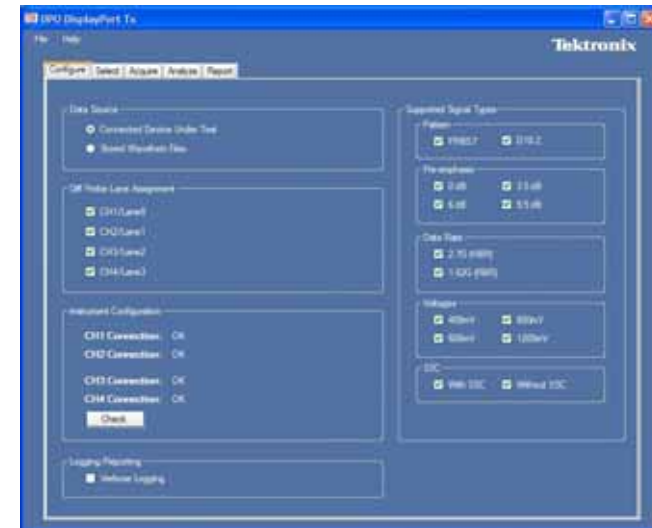 DPO DisplayPort Tx
File Help
Tektronix
Configure Select Acquire Analyze Report
Data Source
Connected Device Under Test
Stored Waveform Files
Diff Probe Lane Assignment
CH1/Lane0
CH2/Lane1
CH3/Lane2
CH4/Lane3
Instrument Configuration
CH1 Connection: OK
CH2 Connection: OK
CH3 Connection: OK
CH4 Connection: OK
Check
Logging/Reporting
Verbose Logging
Supported Signal Types
Pattern
PRBS7 D10.2
Pre-emphasis
0 dB 3.5 dB
6 dB 9.5 dB
Data Rate
2.7G (HBR)
1.62G (RBR)
Voltages
400mV 800mV
600mV 1200mV
SSC
With SSC Without SSC